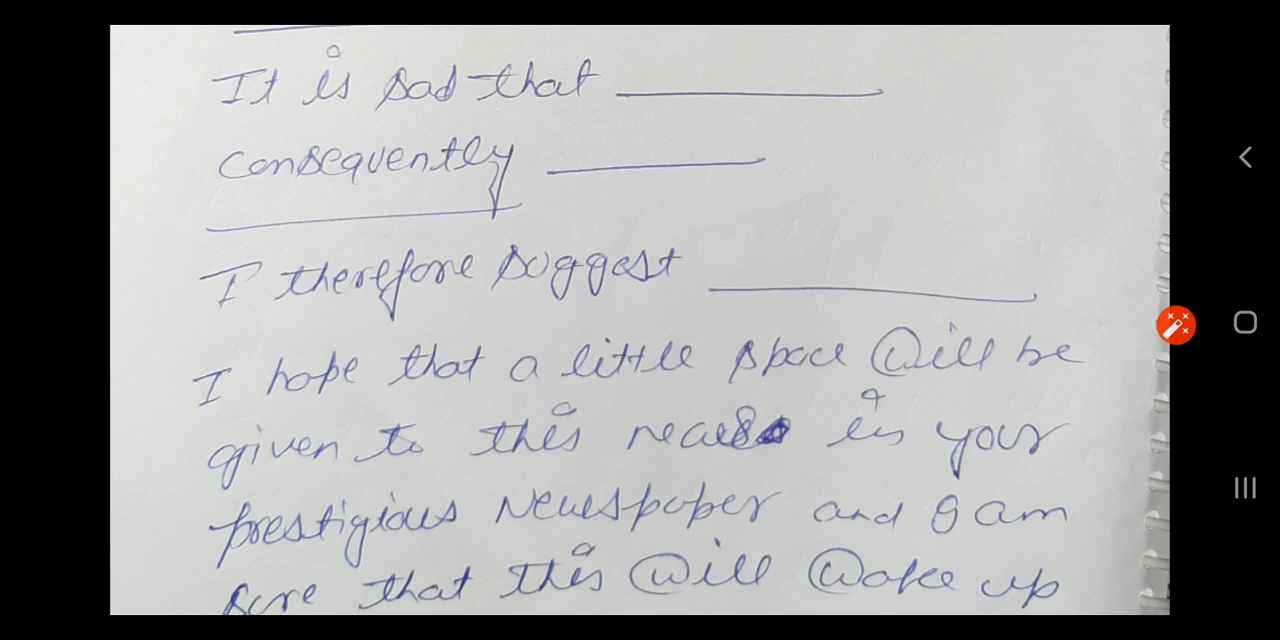 It is sad that
consequently
I therefore suggest
I hope that a little space will be
given to this news in your
prestigious Newspaper and I am
sure that this will wake up